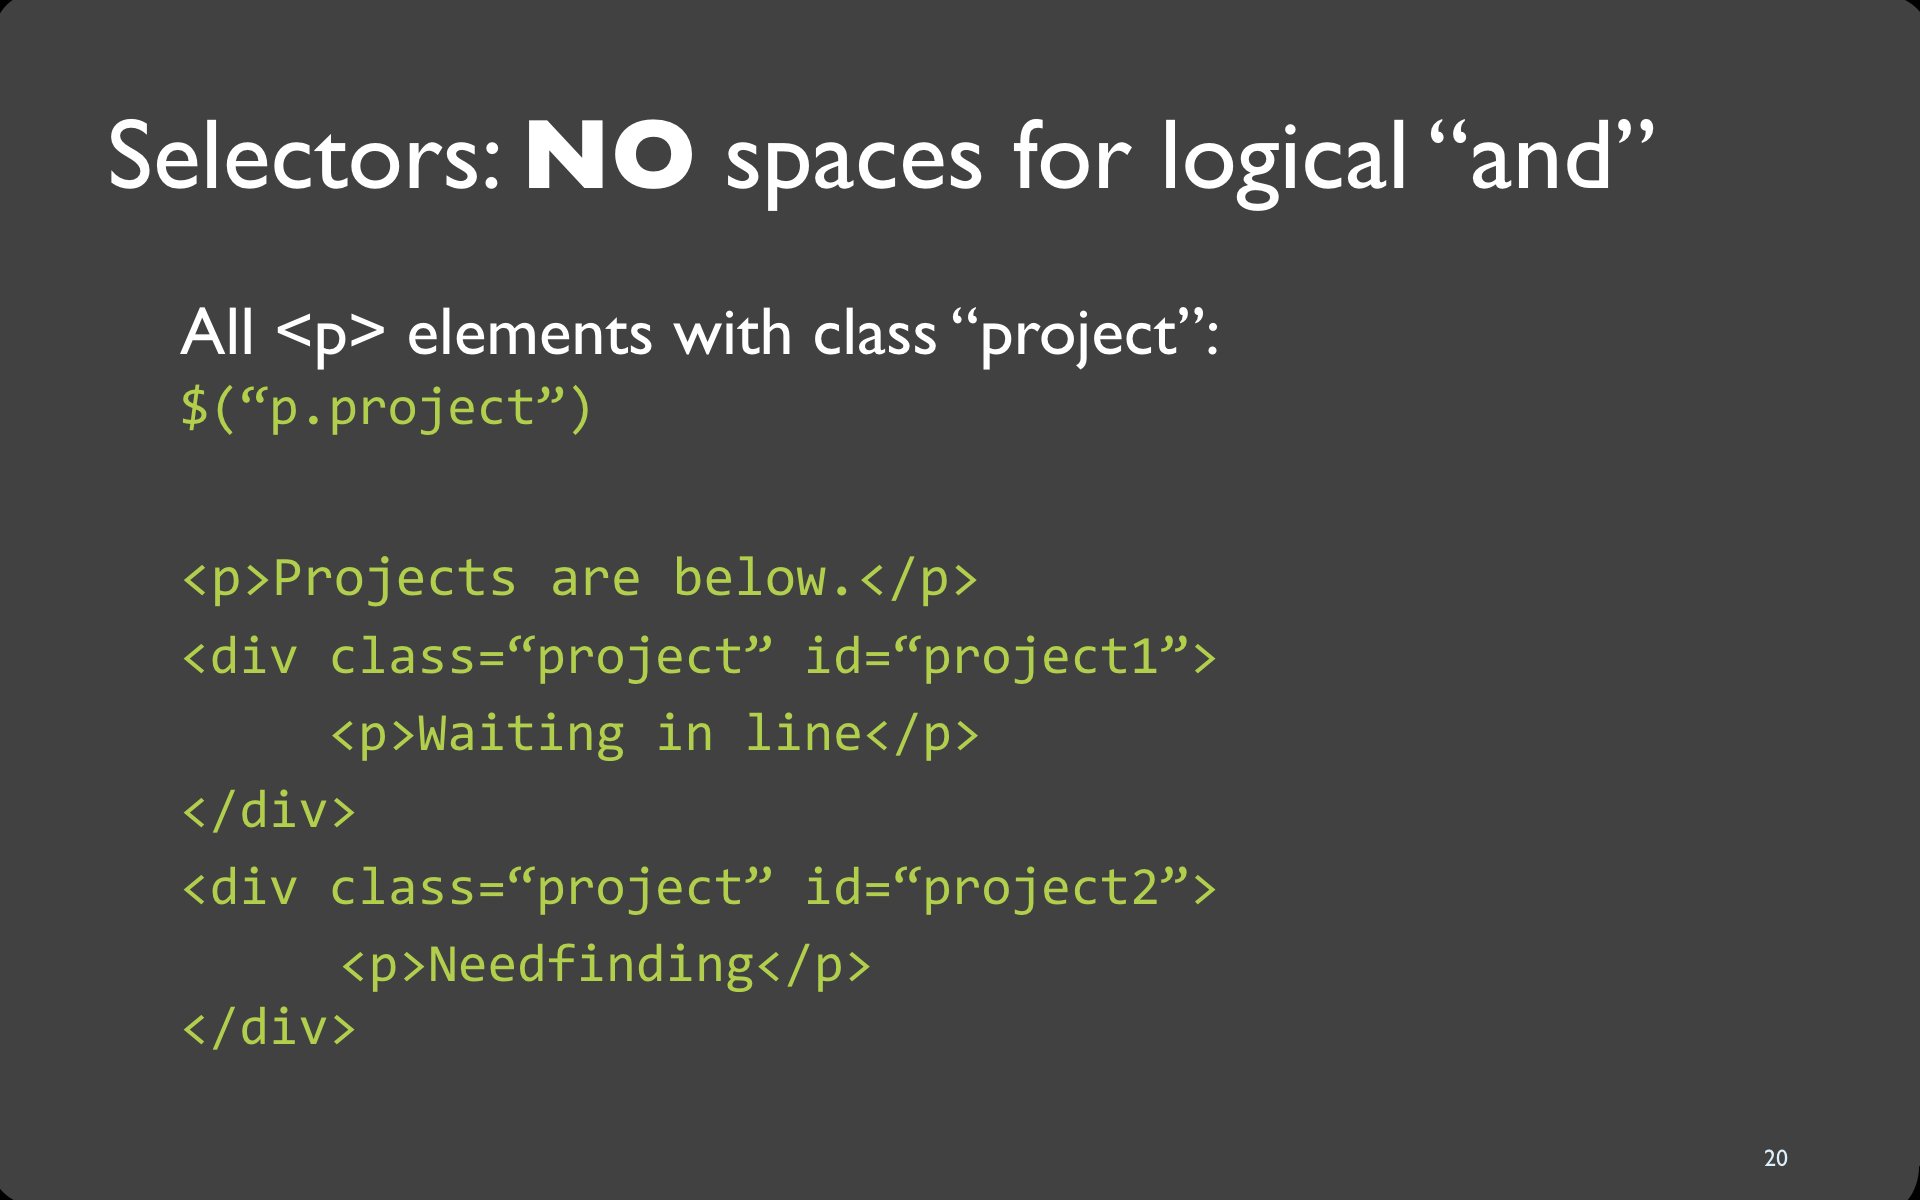 Selectors: NO spaces for logical “and”
All <p> elements with class “project”:
$(“p.project”)
<p>Projects are below.</p>
<div class=“project” id=“project1”>
<p>Waiting in line</p>
</div>
<div class=“project” id=“project2”>
<p>Needfinding</p>
</div>
20